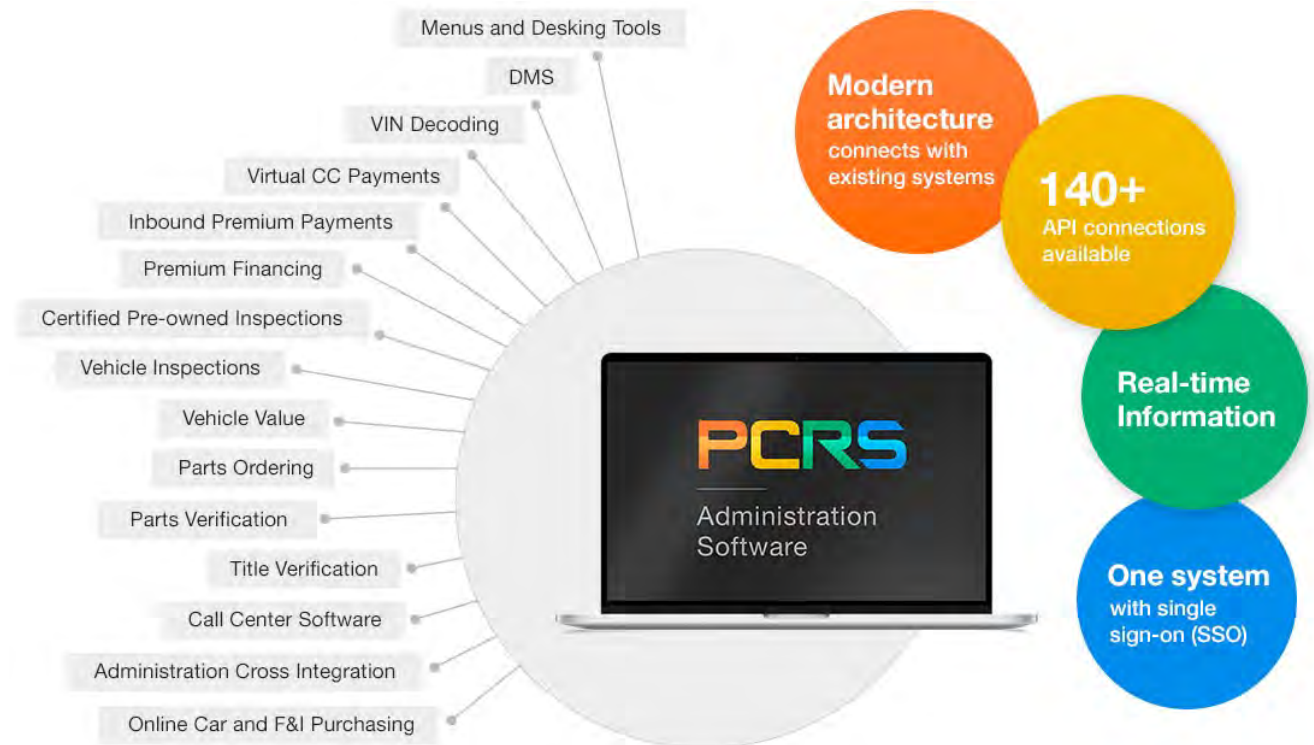 Menus and Desking Tools
DMS
VIN Decoding
Virtual CC Payments
Inbound Premium Payments
Premium Financing
Certified Pre-owned Inspections
Vehicle Inspections
Vehicle Value
Parts Ordering
Parts Verification
Title Verification
Call Center Software
Administration Cross Integration
Online Car and F&I Purchasing
PCRS
Administration
Software
Modern
architecture
connects with
existing systems
140+
API connections
available
Real-time
Information
One system
with single
sign-on (SSO)